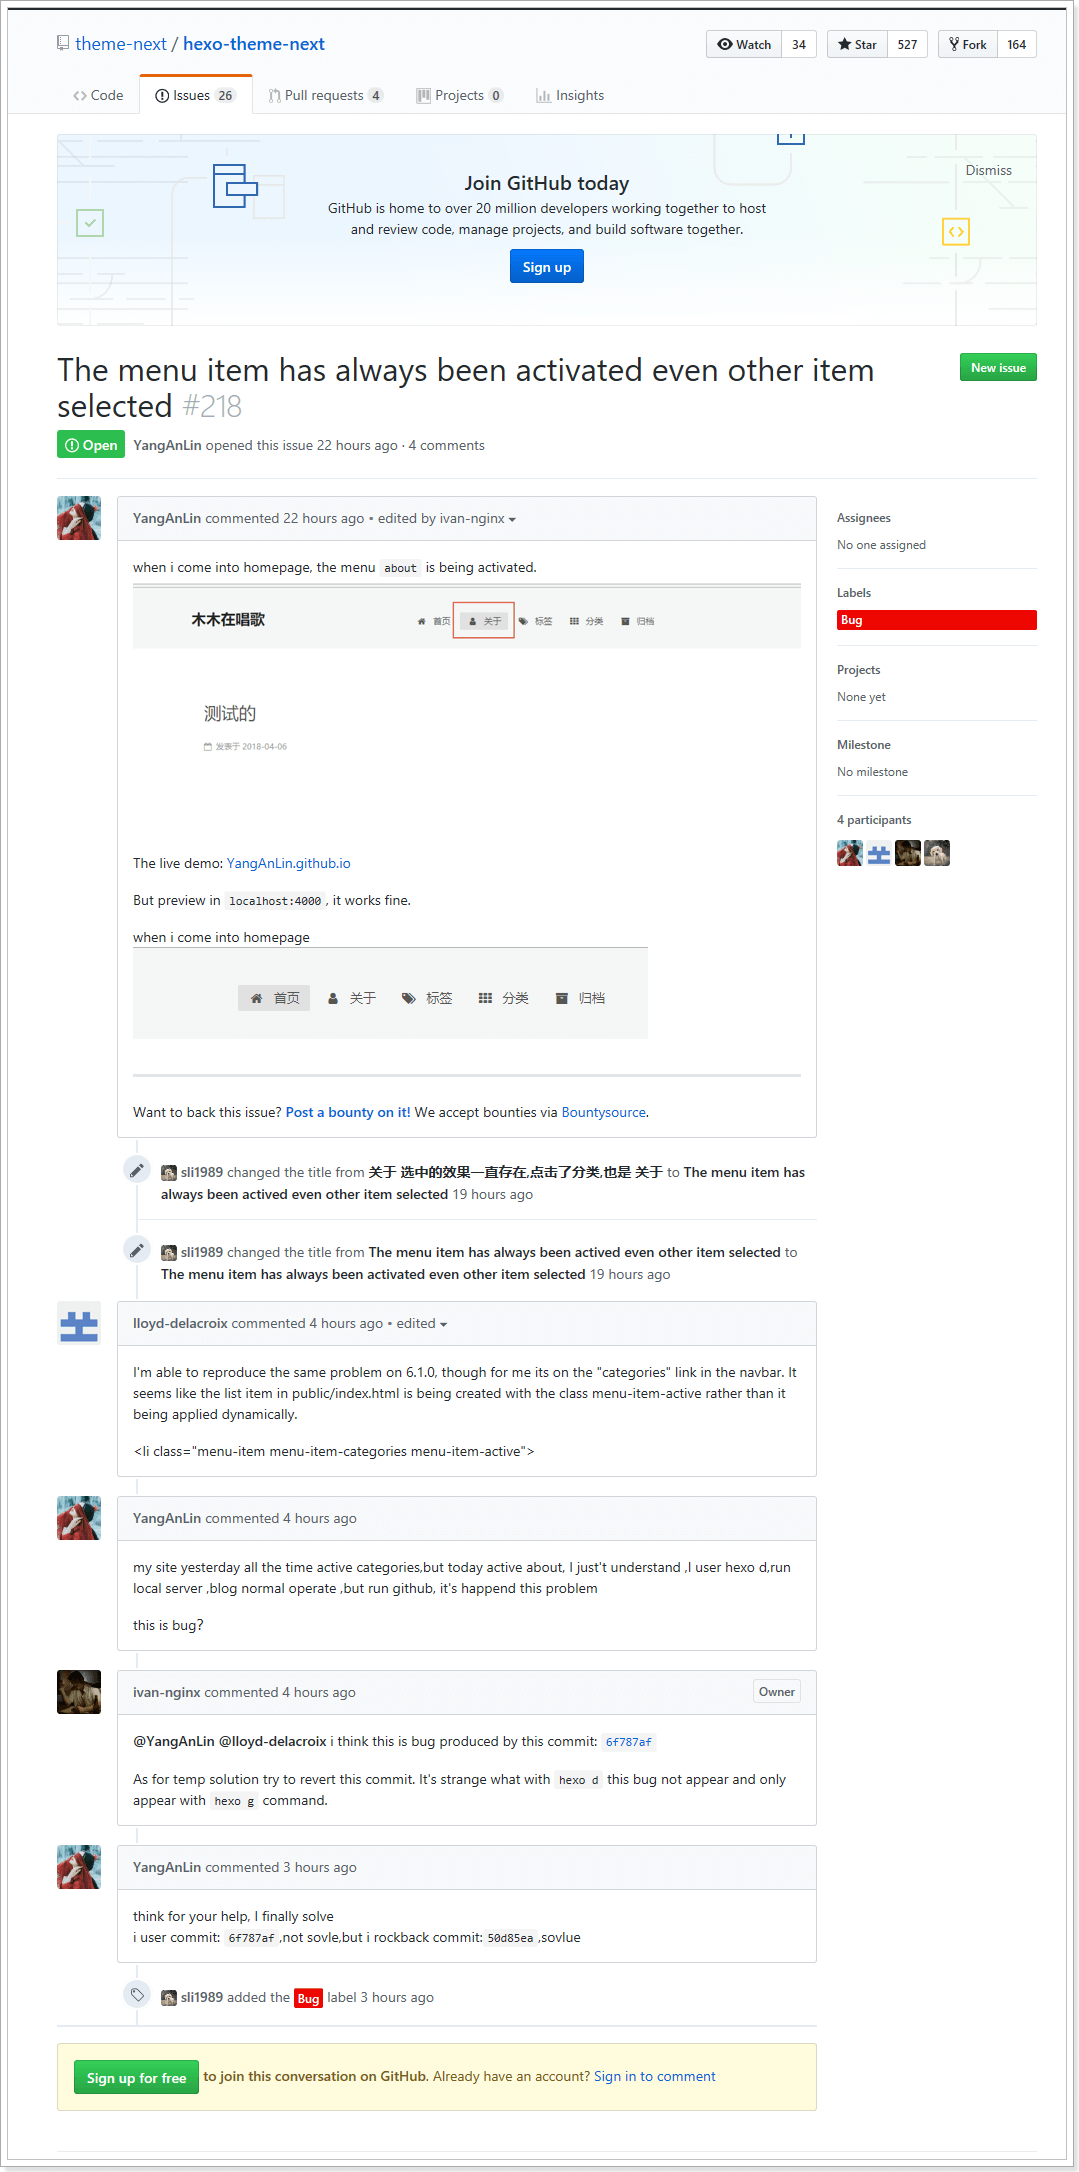 theme-next / hexo-theme-next
Watch 34 Star 527 Fork 164
Code Issues 26 Pull requests 4 Projects 0 Insights
Join GitHub today
Dismiss
GitHub is home to over 20 million developers working together to host
and review code, manage projects, and build software together.
Sign up
The menu item has always been activated even other item
selected #218
New issue
Open YangAnLin opened this issue 22 hours ago · 4 comments
YangAnLin commented 22 hours ago • edited by ivan-nginx
when i come into homepage, the menu about is being activated.
木木在唱歌 首页 关于 标签 分类 归档
测试的
发表于 2018-04-06
The live demo: YangAnLin.github.io
But preview in localhost:4000, it works fine.
when i come into homepage
首页 关于 标签 分类 归档
Want to back this issue? Post a bounty on it! We accept bounties via Bountysource.
Assignees
No one assigned
Labels
Bug
Projects
None yet
Milestone
No milestone
4 participants
sli1989 changed the title from 关于 选中的效果一直存在,点击了分类,也是 关于 to The menu item has
always been actived even other item selected 19 hours ago
sli1989 changed the title from The menu item has always been actived even other item selected to
The menu item has always been activated even other item selected 19 hours ago
lloyd-delacroix commented 4 hours ago • edited
I'm able to reproduce the same problem on 6.1.0, though for me its on the "categories" link in the navbar. It
seems like the list item in public/index.html is being created with the class menu-item-active rather than it
being applied dynamically.
<li class="menu-item menu-item-categories menu-item-active">
YangAnLin commented 4 hours ago
my site yesterday all the time active categories,but today active about, I just't understand ,I user hexo d,run
local server ,blog normal operate ,but run github, it's happend this problem
this is bug?
ivan-nginx commented 4 hours ago
Owner
@YangAnLin @lloyd-delacroix i think this is bug produced by this commit: 6f787af
As for temp solution try to revert this commit. It's strange what with hexo d this bug not appear and only
appear with hexo g command.
YangAnLin commented 3 hours ago
think for your help, I finally solve
i user commit: 6f787af ,not sovle,but i rockback commit: 50d85ea ,sovlue
sli1989 added the Bug label 3 hours ago
Sign up for free to join this conversation on GitHub. Already have an account? Sign in to comment